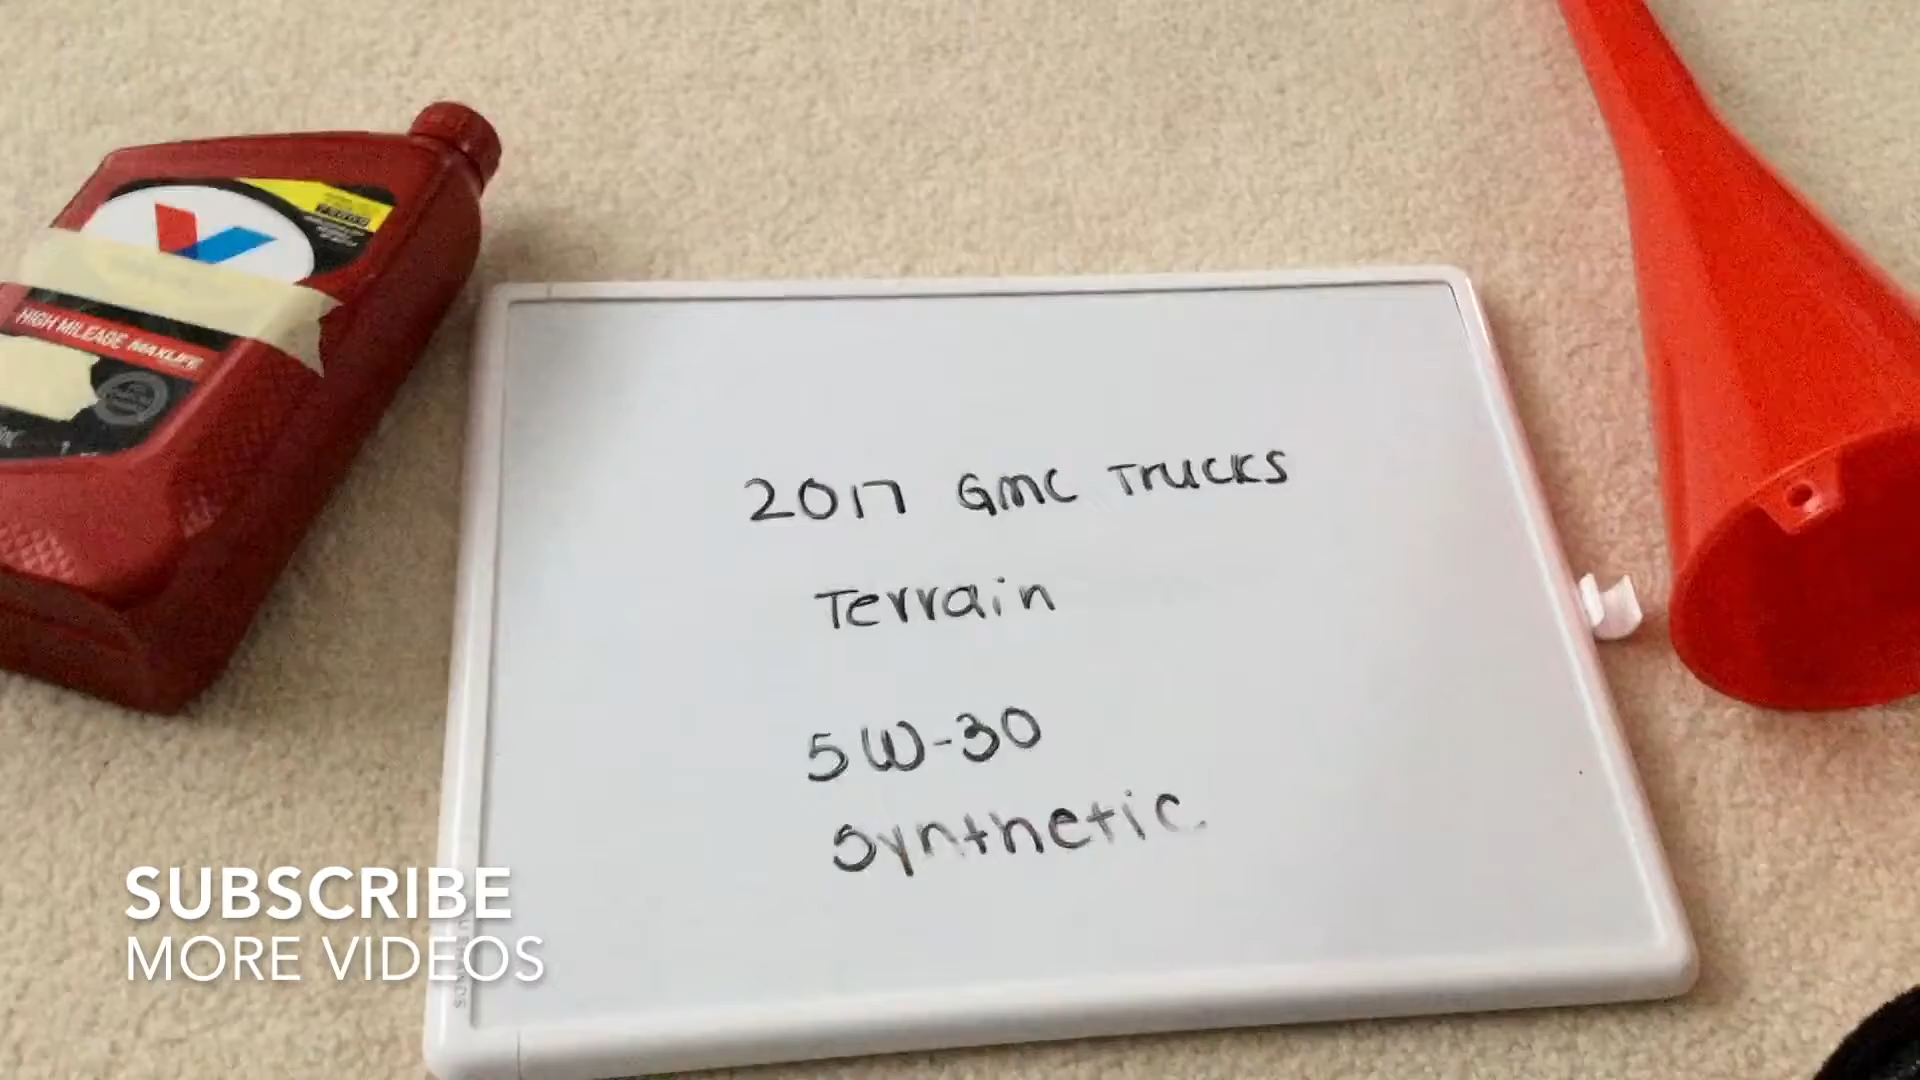 HIGH MILEAGE MAXLIFE
2017 GMC TRUCKS
Terrain
5W-30
Synthetic
SUBSCRIBE
MORE VIDEOS